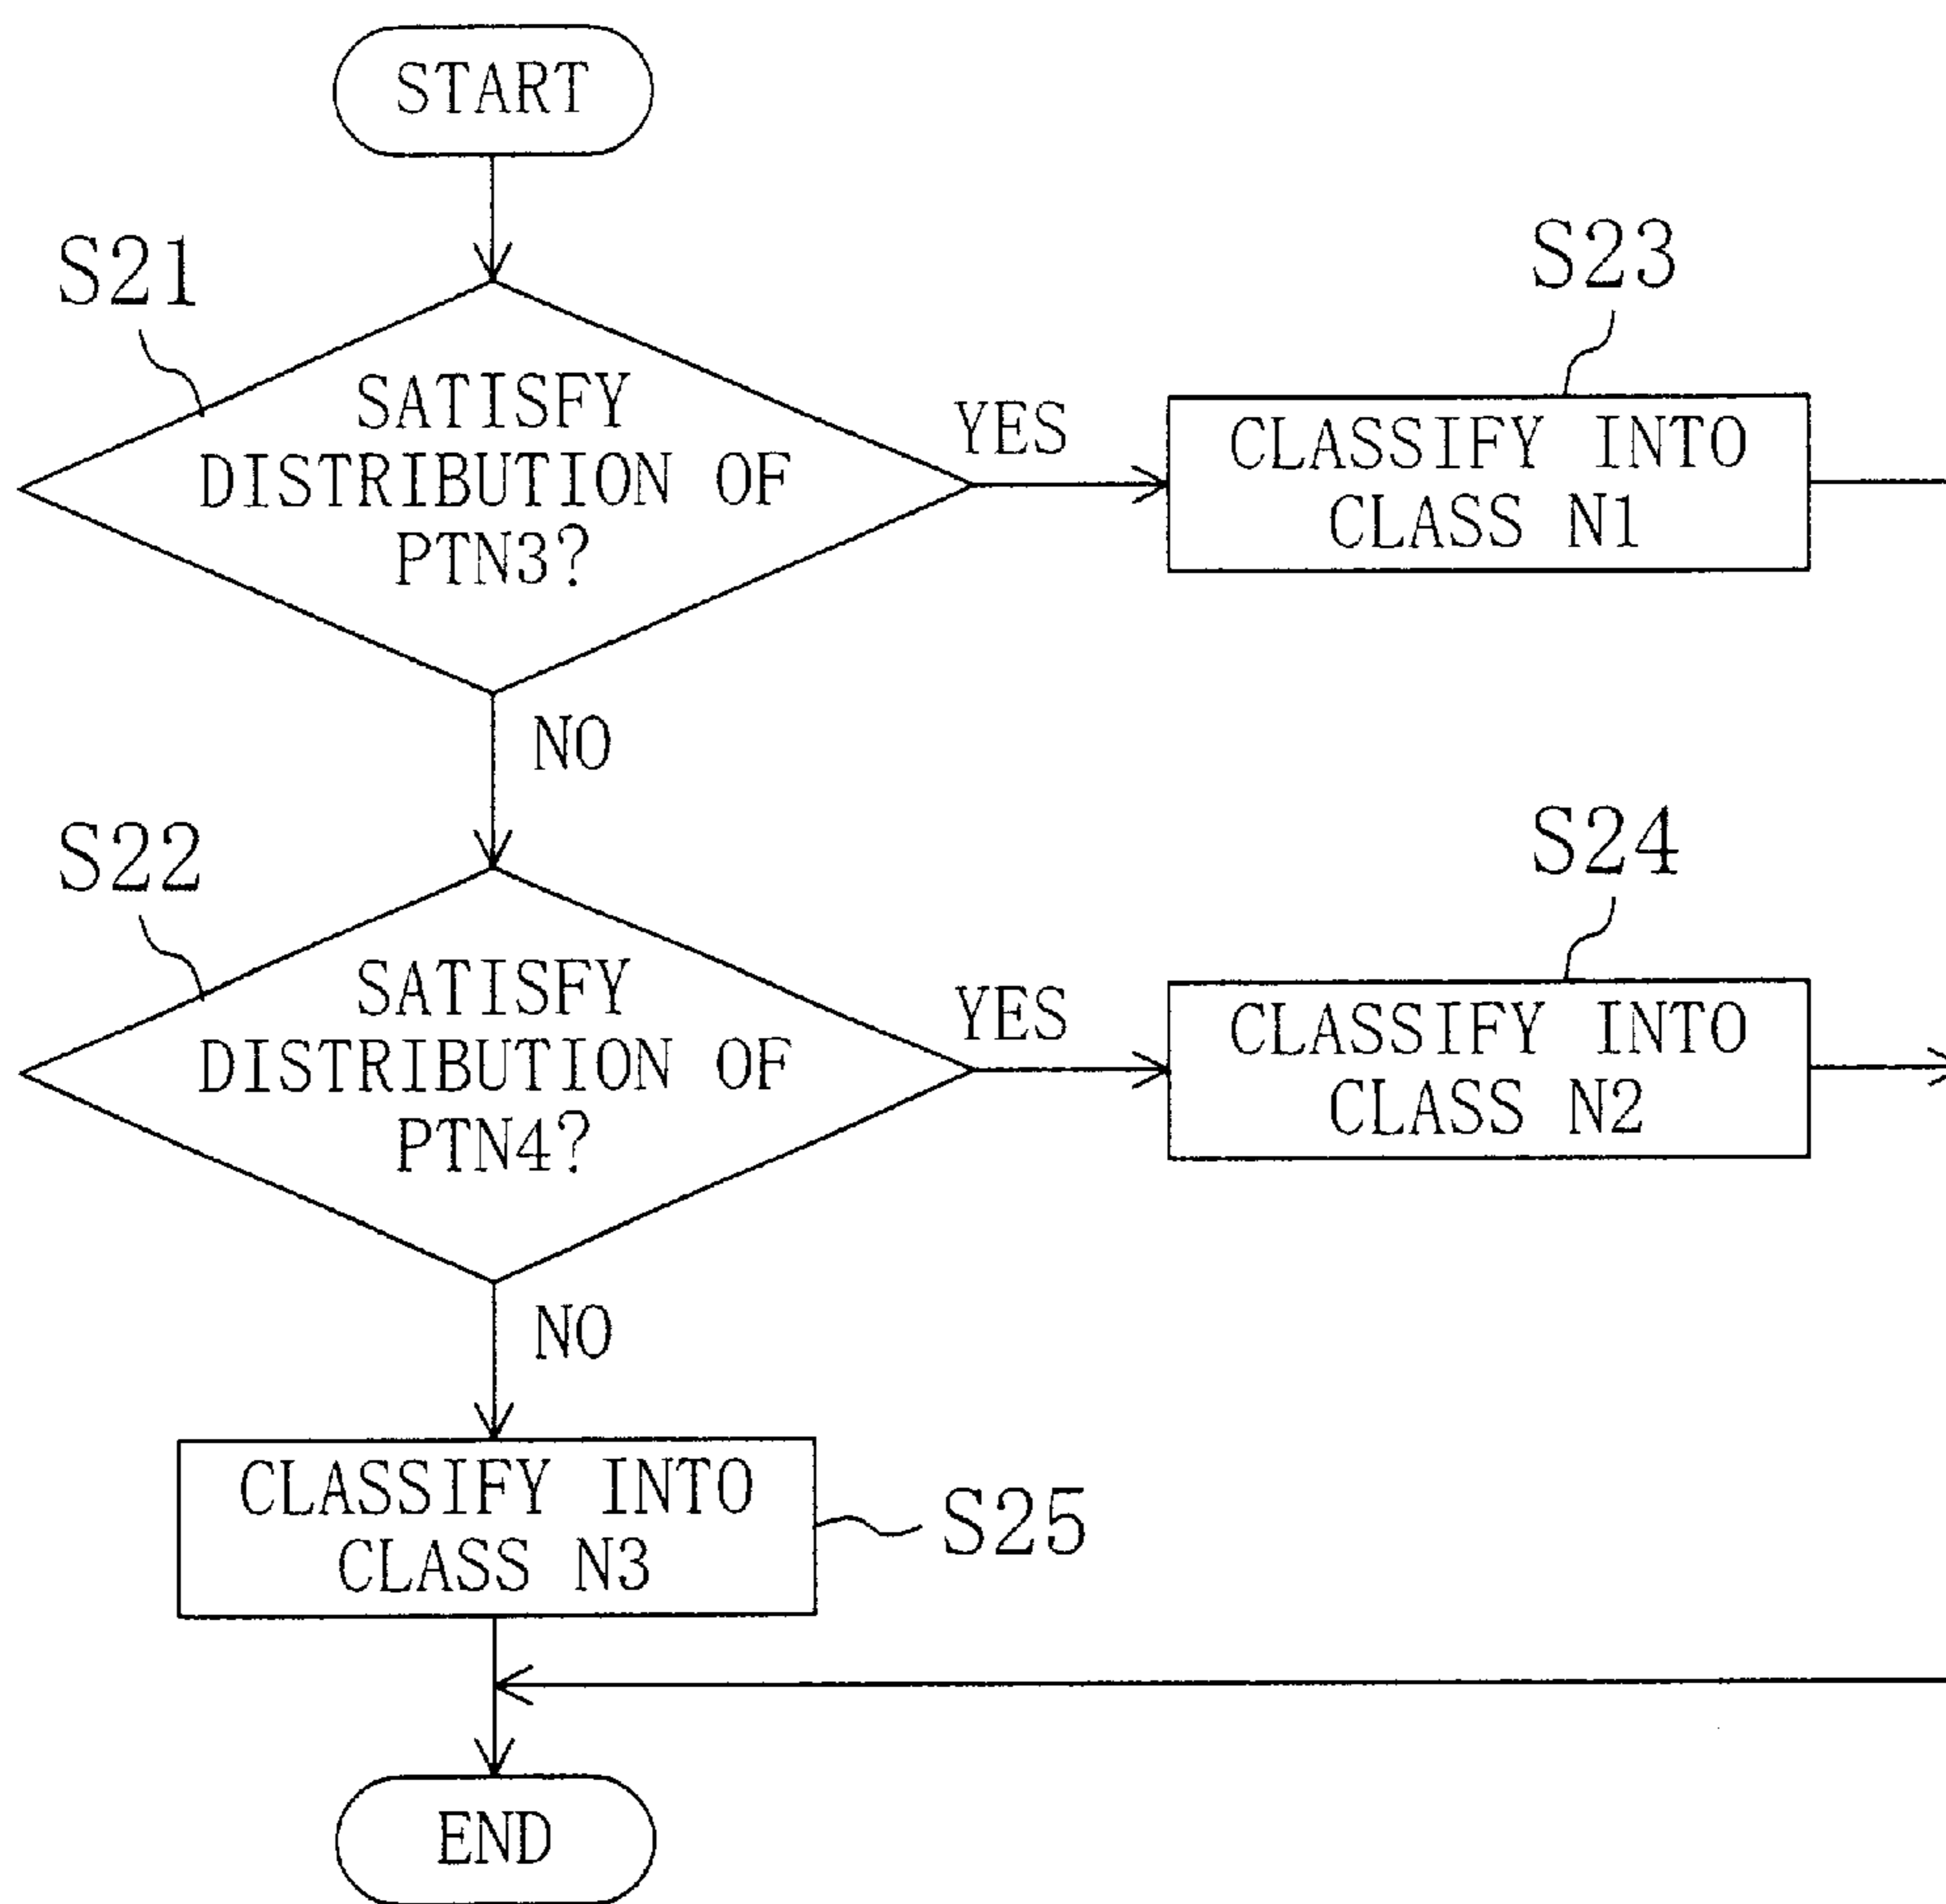 START
S21
SATISFY
DISTRIBUTION OF
PTN3?
YES
S23
CLASSIFY INTO
CLASS N1
NO
S22
SATISFY
DISTRIBUTION OF
PTN4?
YES
S24
CLASSIFY INTO
CLASS N2
NO
CLASSIFY INTO
CLASS N3
S25
END